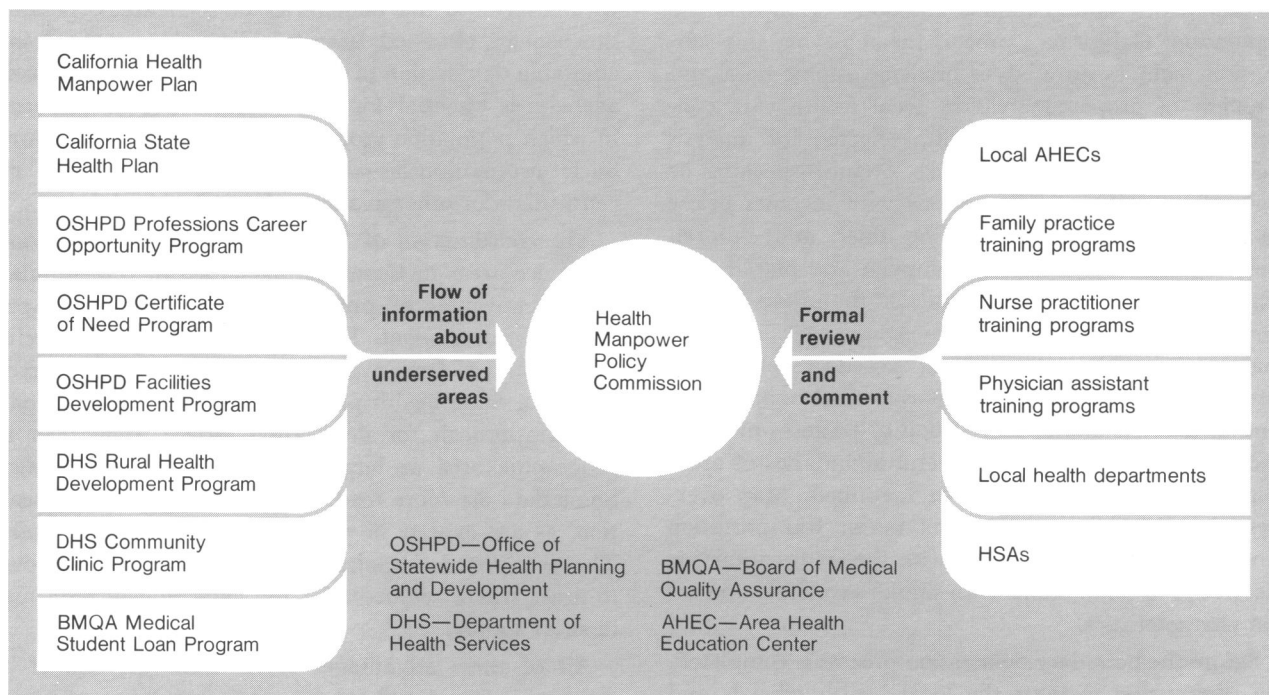 California Health
Manpower Plan
California State
Health Plan
OSHPD Professions Career
Opportunity Program
OSHPD Certificate
of Need Program
OSHPD Facilities
Development Program
DHS Rural Health
Development Program
DHS Community
Clinic Program
BMQA Medical
Student Loan Program
Flow of
information
about
underserved
areas
Health
Manpower
Policy
Commission
Formal
review
and
comment
Local AHECs
Family practice
training programs
Nurse practitioner
training programs
Physician assistant
training programs
Local health departments
HSAs
OSHPD—Office of
Statewide Health Planning
and Development
DHS—Department of
Health Services
BMQA—Board of Medical
Quality Assurance
AHEC—Area Health
Education Center